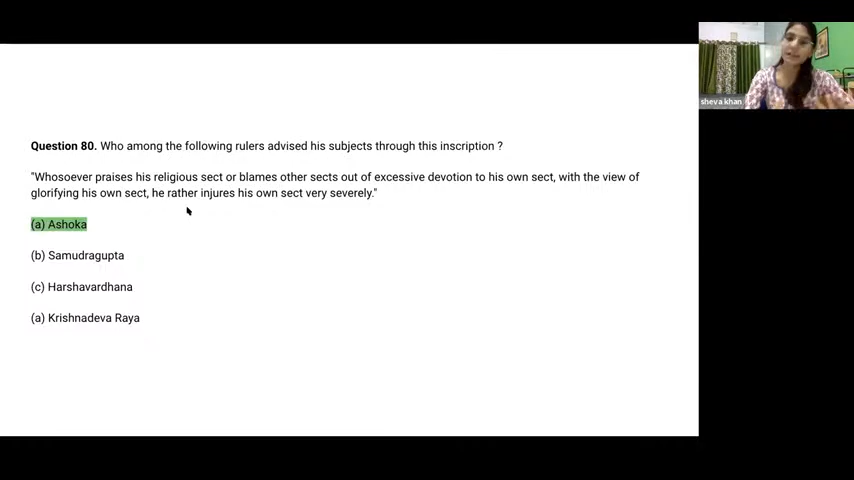 sheva khan
Question 80. Who among the following rulers advised his subjects through this inscription ?
"Whosoever praises his religious sect or blames other sects out of excessive devotion to his own sect, with the view of
glorifying his own sect, he rather injures his own sect very severely."
(a) Ashoka
(b) Samudragupta
(c) Harshavardhana
(a) Krishnadeva Raya